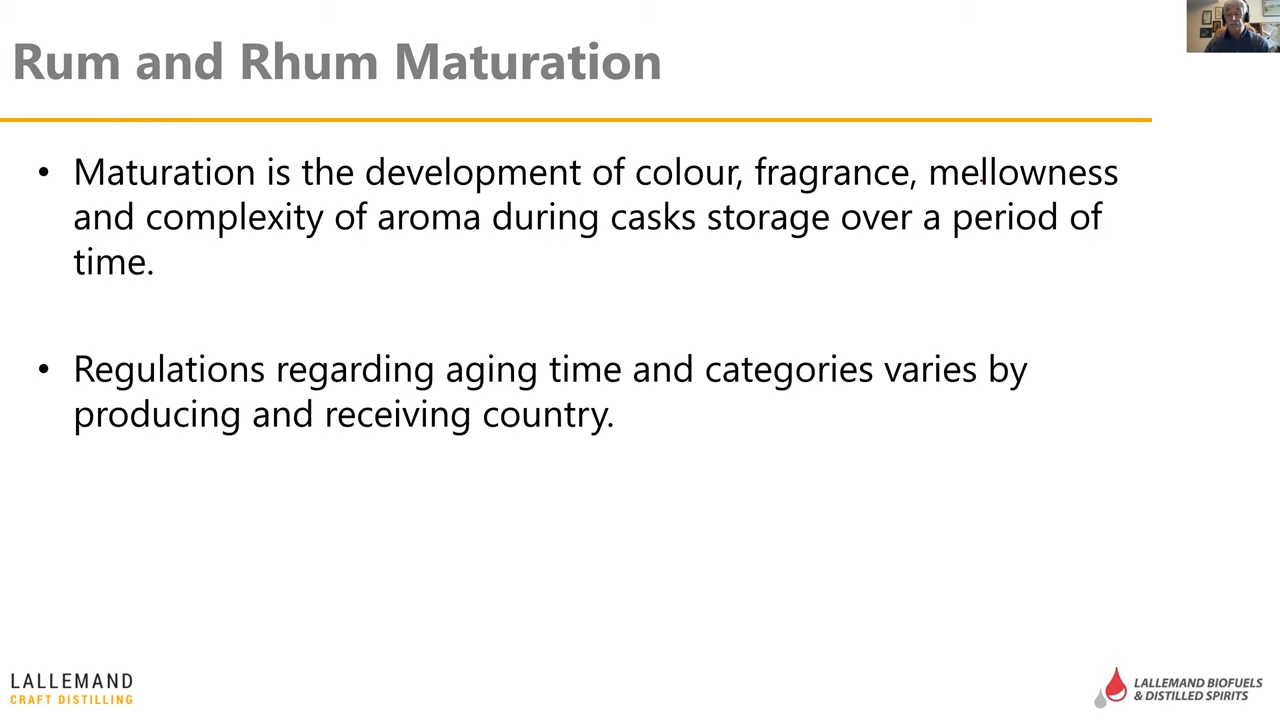 Rum and Rhum Maturation
• Maturation is the development of colour, fragrance, mellowness
and complexity of aroma during casks storage over a period of
time.
• Regulations regarding aging time and categories varies by
producing and receiving country.
LALLEMAND
CRAFT DISTILLING
LALLEMAND BIOFUELS
& DISTILLED SPIRITS